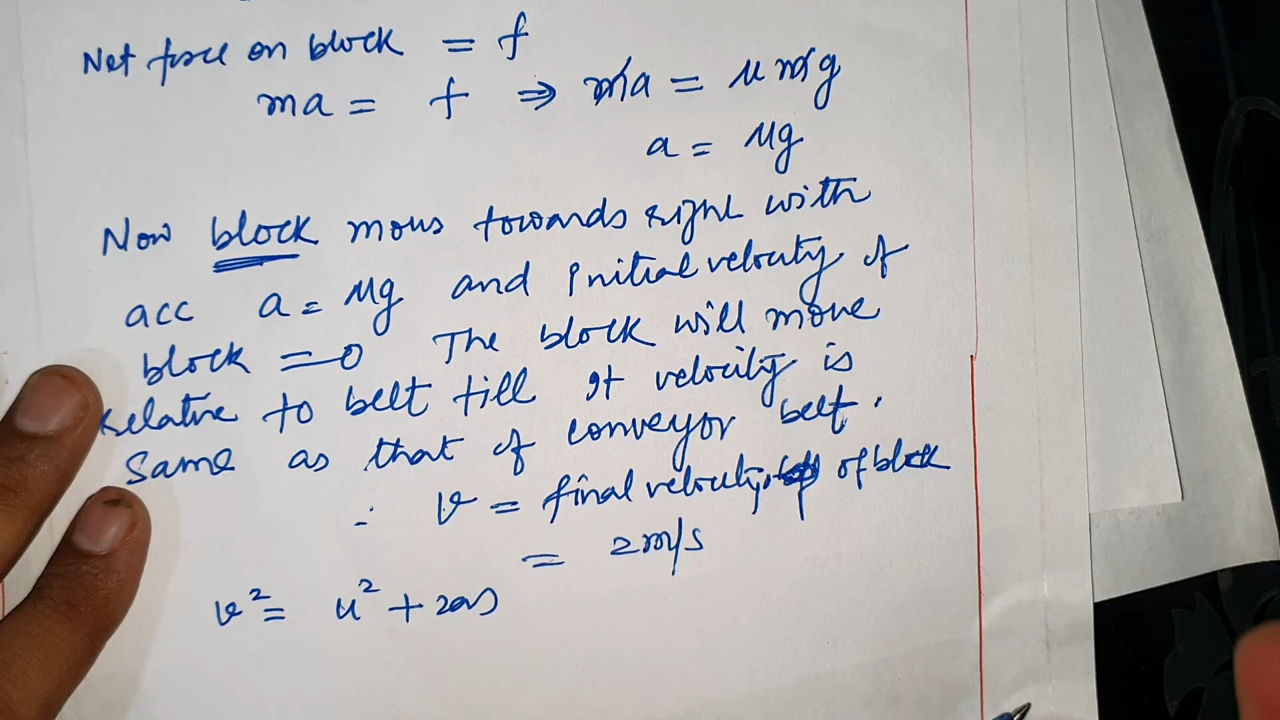 Net force on block = f
ma = f ⇒ ma = μmg
a = μg
Now block moves towards right with
acc a = μg and initial velocity of
block = 0 The block will move
relative to belt till it velocity is
same as that of conveyor belt.
∴ v = final velocity of block
= 2m/s
v² = u² + 2as